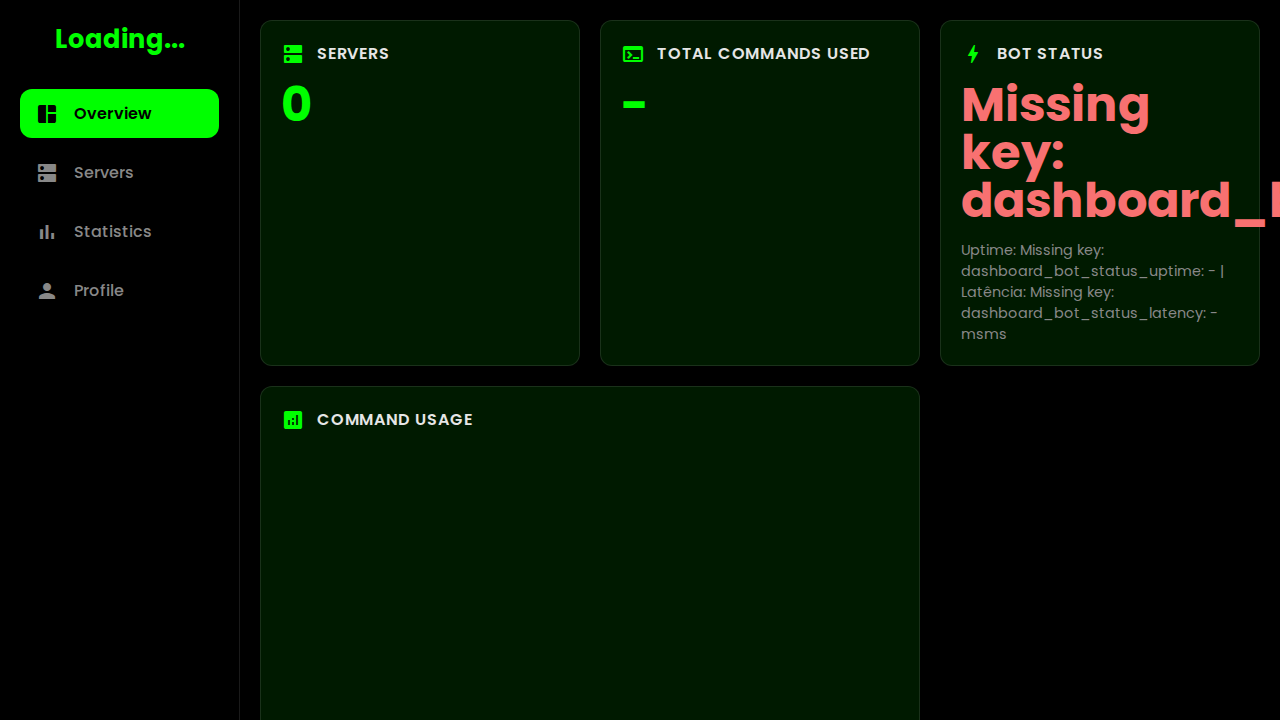 Loading...
Overview
Servers
Statistics
Profile
SERVERS
0
TOTAL COMMANDS USED
-
BOT STATUS
Missing
key:
dashboard_
Uptime: Missing key:
dashboard_bot_status_uptime: - |
Latência: Missing key:
dashboard_bot_status_latency: -
msms
COMMAND USAGE